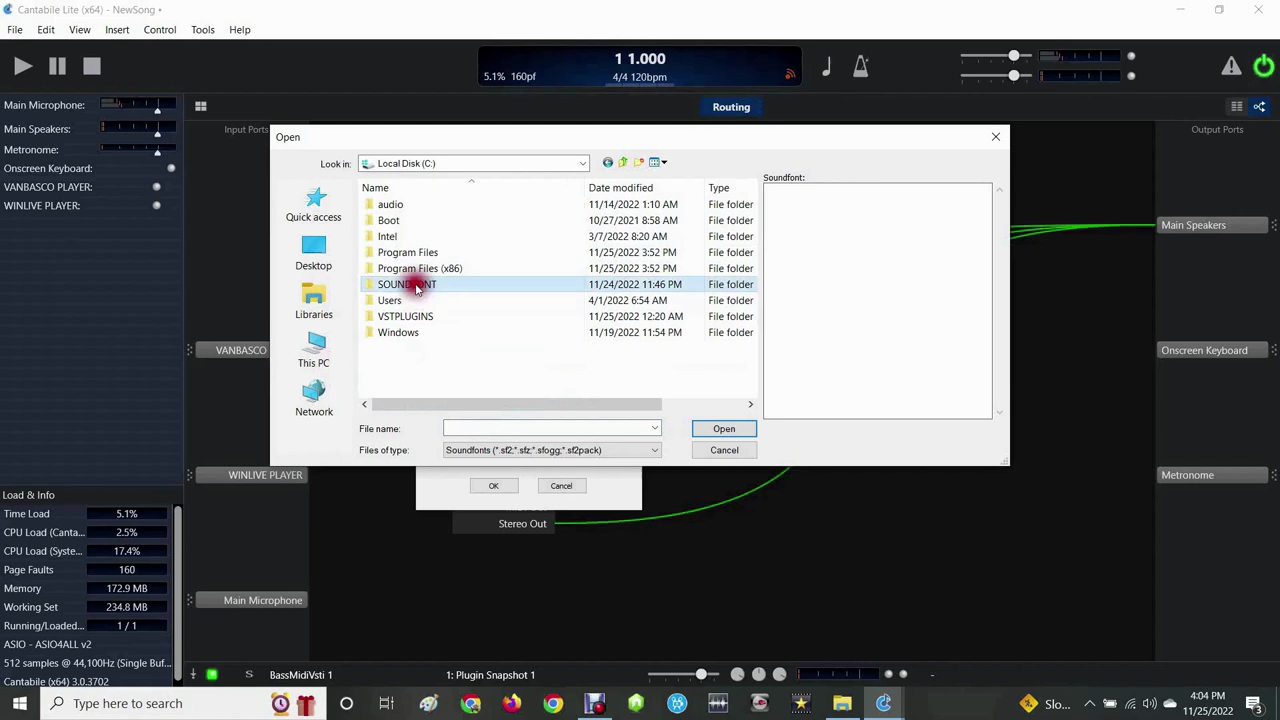 Cantabile Lite (x64) - NewSong •
File Edit View Insert Control Tools Help
1 1.000
5.1% 160pf
4/4 120bpm
Main Microphone:
Main Speakers:
Metronome:
Onscreen Keyboard:
VANBASCO PLAYER:
WINLIVE PLAYER:
Routing
Input Ports
Output Ports
Open
Look in:
Local Disk (C:)
Soundfont:
Name Date modified Type
audio 11/14/2022 1:10 AM File folder
Boot 10/27/2021 8:58 AM File folder
Intel 3/7/2022 8:20 AM File folder
Program Files 11/25/2022 3:52 PM File folder
Program Files (x86) 11/25/2022 3:52 PM File folder
SOUNDFONT 11/24/2022 11:46 PM File folder
Users 4/1/2022 6:54 AM File folder
VSTPLUGINS 11/25/2022 12:20 AM File folder
Windows 11/19/2022 11:54 PM File folder
Quick access
Desktop
Libraries
This PC
Network
File name:
Open
Files of type:
Soundfonts (*.sf2;*.sfz;*.sfogg;*.sf2pack)
Cancel
OK Cancel
Stereo Out
VANBASCO
WINLIVE PLAYER
Main Microphone
Main Speakers
Onscreen Keyboard
Metronome
Load & Info
Time Load 5.1%
CPU Load (Canta... 2.5%
CPU Load (Syste... 17.4%
Page Faults 160
Memory 172.9 MB
Working Set 234.8 MB
Running/Loaded... 1 / 1
ASIO - ASIO4ALL v2
512 samples @ 44,100Hz (Single Buf...
Cantabile (x64) 3.0.3702
S BassMidiVsti 1
1: Plugin Snapshot 1
-
Type here to search
Slo...
4:04 PM
11/25/2022
3